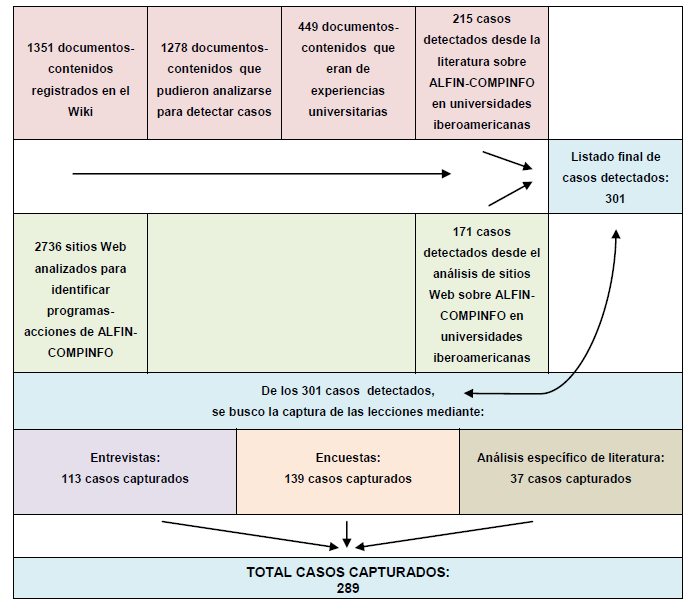 1351 documentos-
contenidos
registrados en el
Wiki
1278 documentos-
contenidos que
pudieron analizarse
para detectar casos
449 documentos-
contenidos que
eran de
experiencias
universitarias
215 casos
detectados desde la
literatura sobre
ALFIN-COMPINFO
en universidades
iberoamericanas
Listado final de
casos detectados:
301
2736 sitios Web
analizados para
identificar
programas-
acciones de ALFIN-
COMPINFO
171 casos
detectados desde el
análisis de sitios
Web sobre ALFIN-
COMPINFO en
universidades
iberoamericanas
De los 301 casos detectados,
se busco la captura de las lecciones mediante:
Entrevistas:
113 casos capturados
Encuestas:
139 casos capturados
Análisis específico de literatura:
37 casos capturados
TOTAL CASOS CAPTURADOS:
289